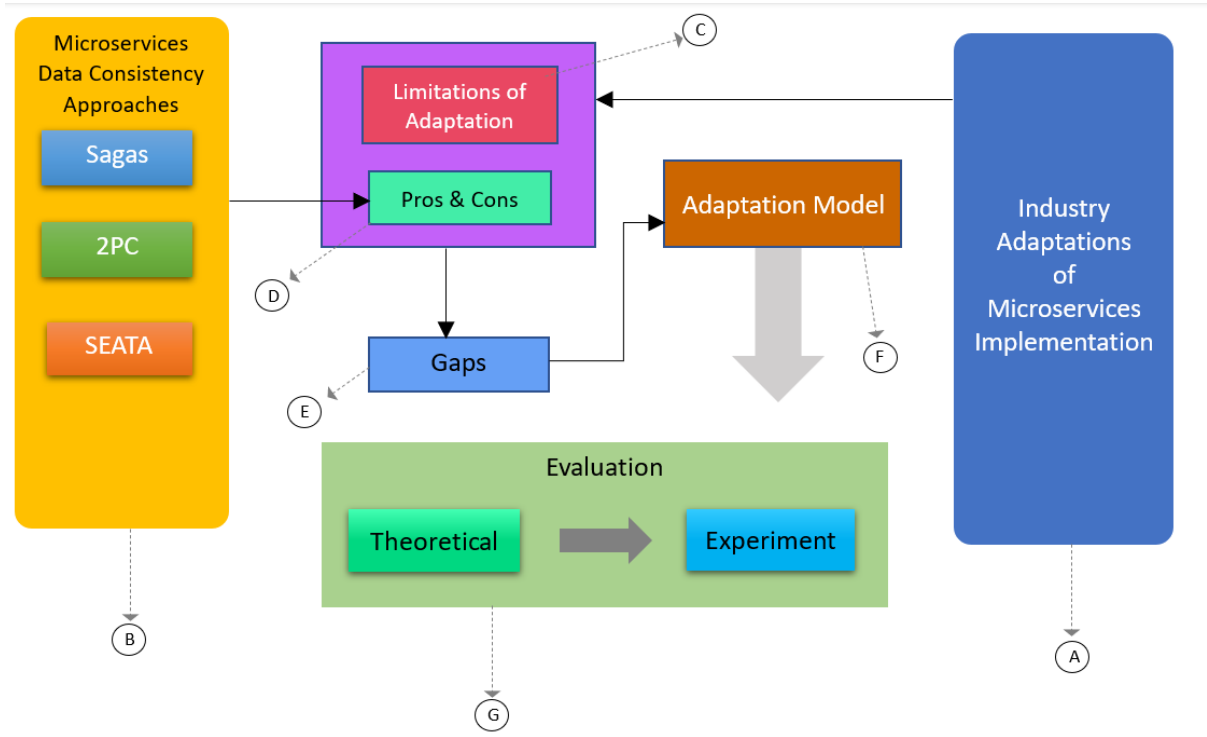 Microservices
Data Consistency
Approaches
Sagas
2PC
SEATA
B
Limitations of
Adaptation
C
Pros & Cons
D
Gaps
E
Adaptation Model
F
Evaluation
Theoretical
Experiment
G
Industry
Adaptations
of
Microservices
Implementation
A